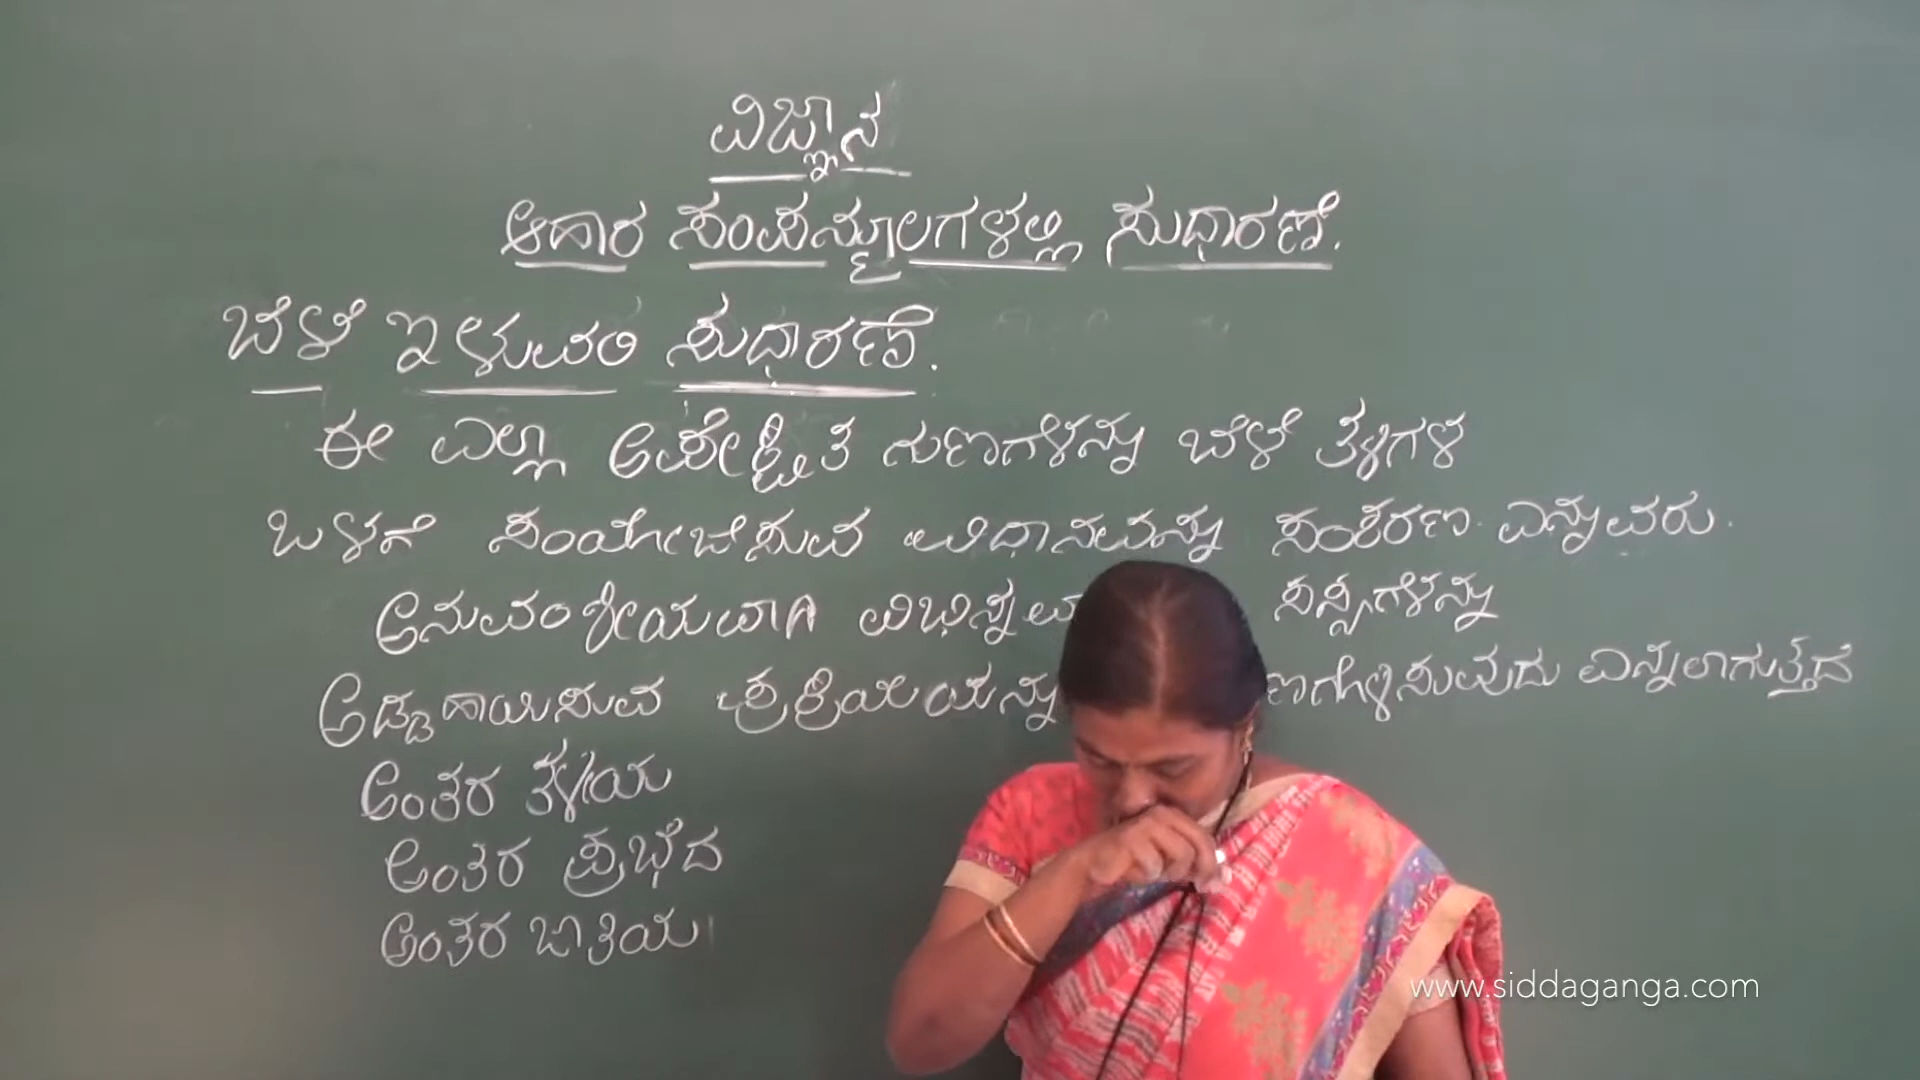 ವಿಜ್ಞಾನ
ಆಹಾರ ಸಂಪನ್ಮೂಲಗಳಲ್ಲಿ ಸುಧಾರಣೆ.
ಬೆಳೆ ಇಳುವರಿ ಸುಧಾರಣೆ.
ಈ ಎಲ್ಲಾ ಅಪೇಕ್ಷಿತ ಗುಣಗಳನ್ನು ಬೆಳೆ ತಳಿಗಳ
ಒಳಗೆ ಸಂಯೋಜಿಸುವ ವಿಧಾನವನ್ನು ಸಂಕರಣ ಎನ್ನುವರು.
ಅನುವಂಶೀಯವಾಗಿ ಸಸ್ಯಗಳನ್ನು
ಅಡ್ಡಹಾಯಿಸುವ ಪ್ರಕ್ರಿಯೆಯನ್ನು ಎನ್ನಲಾಗುತ್ತದೆ
ಅಂತರ ತಳೀಯ
ಅಂತರ ಪ್ರಭೇದ
ಅಂತರ ಜಾತಿಯ
www.siddaganga.com